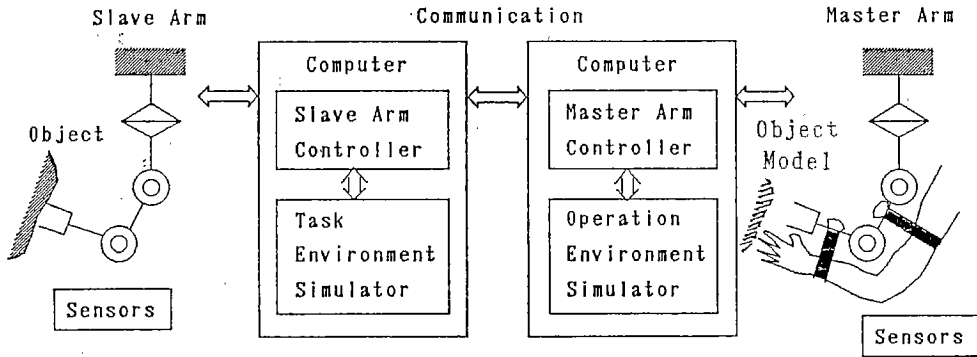 Communication
Slave Arm
Master Arm
Object
Sensors
Computer
Slave Arm
Controller
Task
Environment
Simulator
Computer
Master Arm
Controller
Operation
Environment
Simulator
Object
Model
Sensors